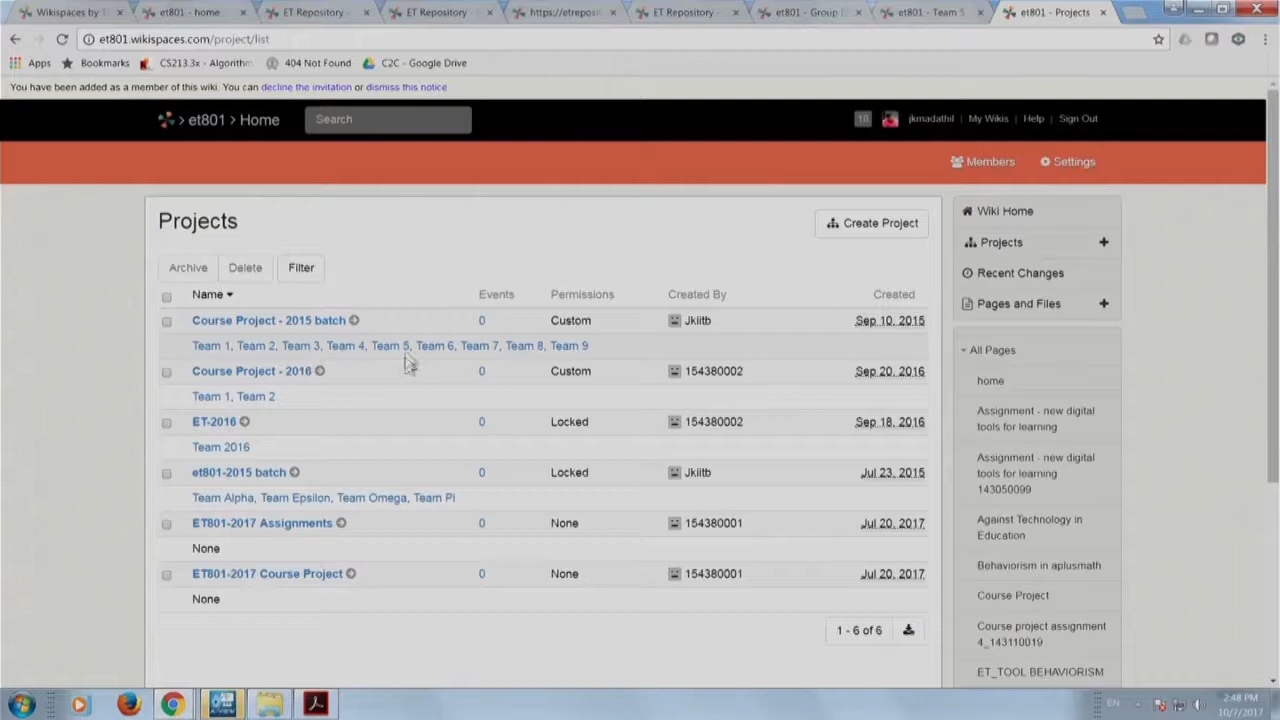 Wikispaces by T
et801 - home
ET Repository -
ET Repository -
https://etreposi
ET Repository -
et801 - Group D
et801 - Team 5
et801 - Projects
et801.wikispaces.com/project/list
Apps Bookmarks CS213.3x - Algorithm 404 Not Found C2C - Google Drive
You have been added as a member of this wiki. You can decline the invitation or dismiss this notice
> et801 > Home Search 18 jkmadathil | My Wikis | Help | Sign Out
Members Settings
Projects
Create Project
Archive Delete Filter
Name Events Permissions Created By Created
Course Project - 2015 batch 0 Custom Jkiitb Sep 10, 2015
Team 1, Team 2, Team 3, Team 4, Team 5, Team 6, Team 7, Team 8, Team 9
Course Project - 2016 0 Custom 154380002 Sep 20, 2016
Team 1, Team 2
ET-2016 0 Locked 154380002 Sep 18, 2016
Team 2016
et801-2015 batch 0 Locked Jkiitb Jul 23, 2015
Team Alpha, Team Epsilon, Team Omega, Team Pi
ET801-2017 Assignments 0 None 154380001 Jul 20, 2017
None
ET801-2017 Course Project 0 None 154380001 Jul 20, 2017
None
1 - 6 of 6
Wiki Home
Projects +
Recent Changes
Pages and Files +
All Pages
home
Assignment - new digital
tools for learning
Assignment - new digital
tools for learning
143050099
Against Technology in
Education
Behaviorism in aplusmath
Course Project
Course project assignment
4_143110019
ET_TOOL BEHAVIORISM
EN
2:48 PM
10/7/2017